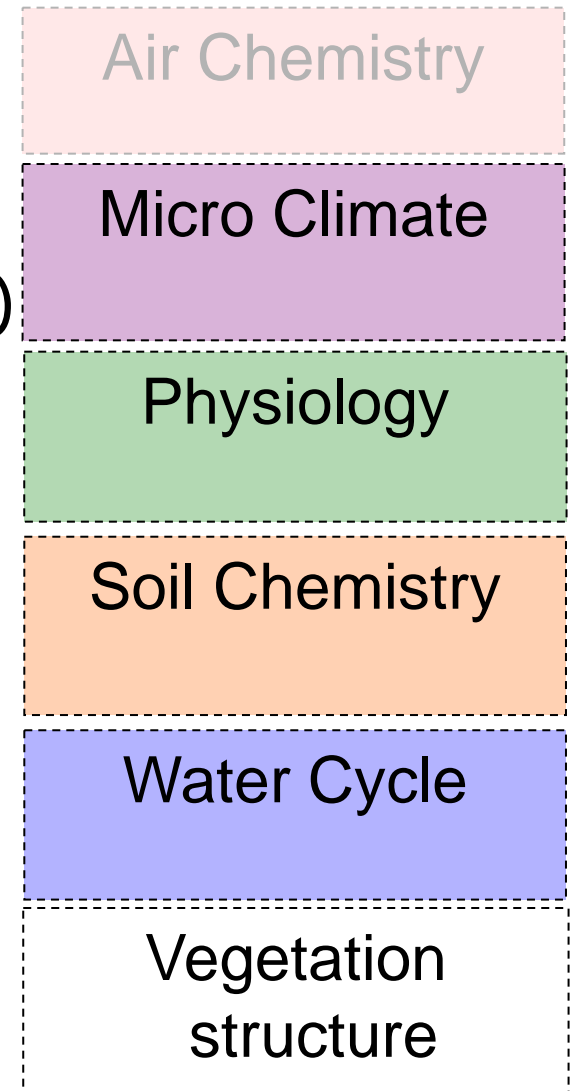 Air Chemistry
Micro Climate
)
Physiology
Soil Chemistry
Water Cycle
Vegetation
structure